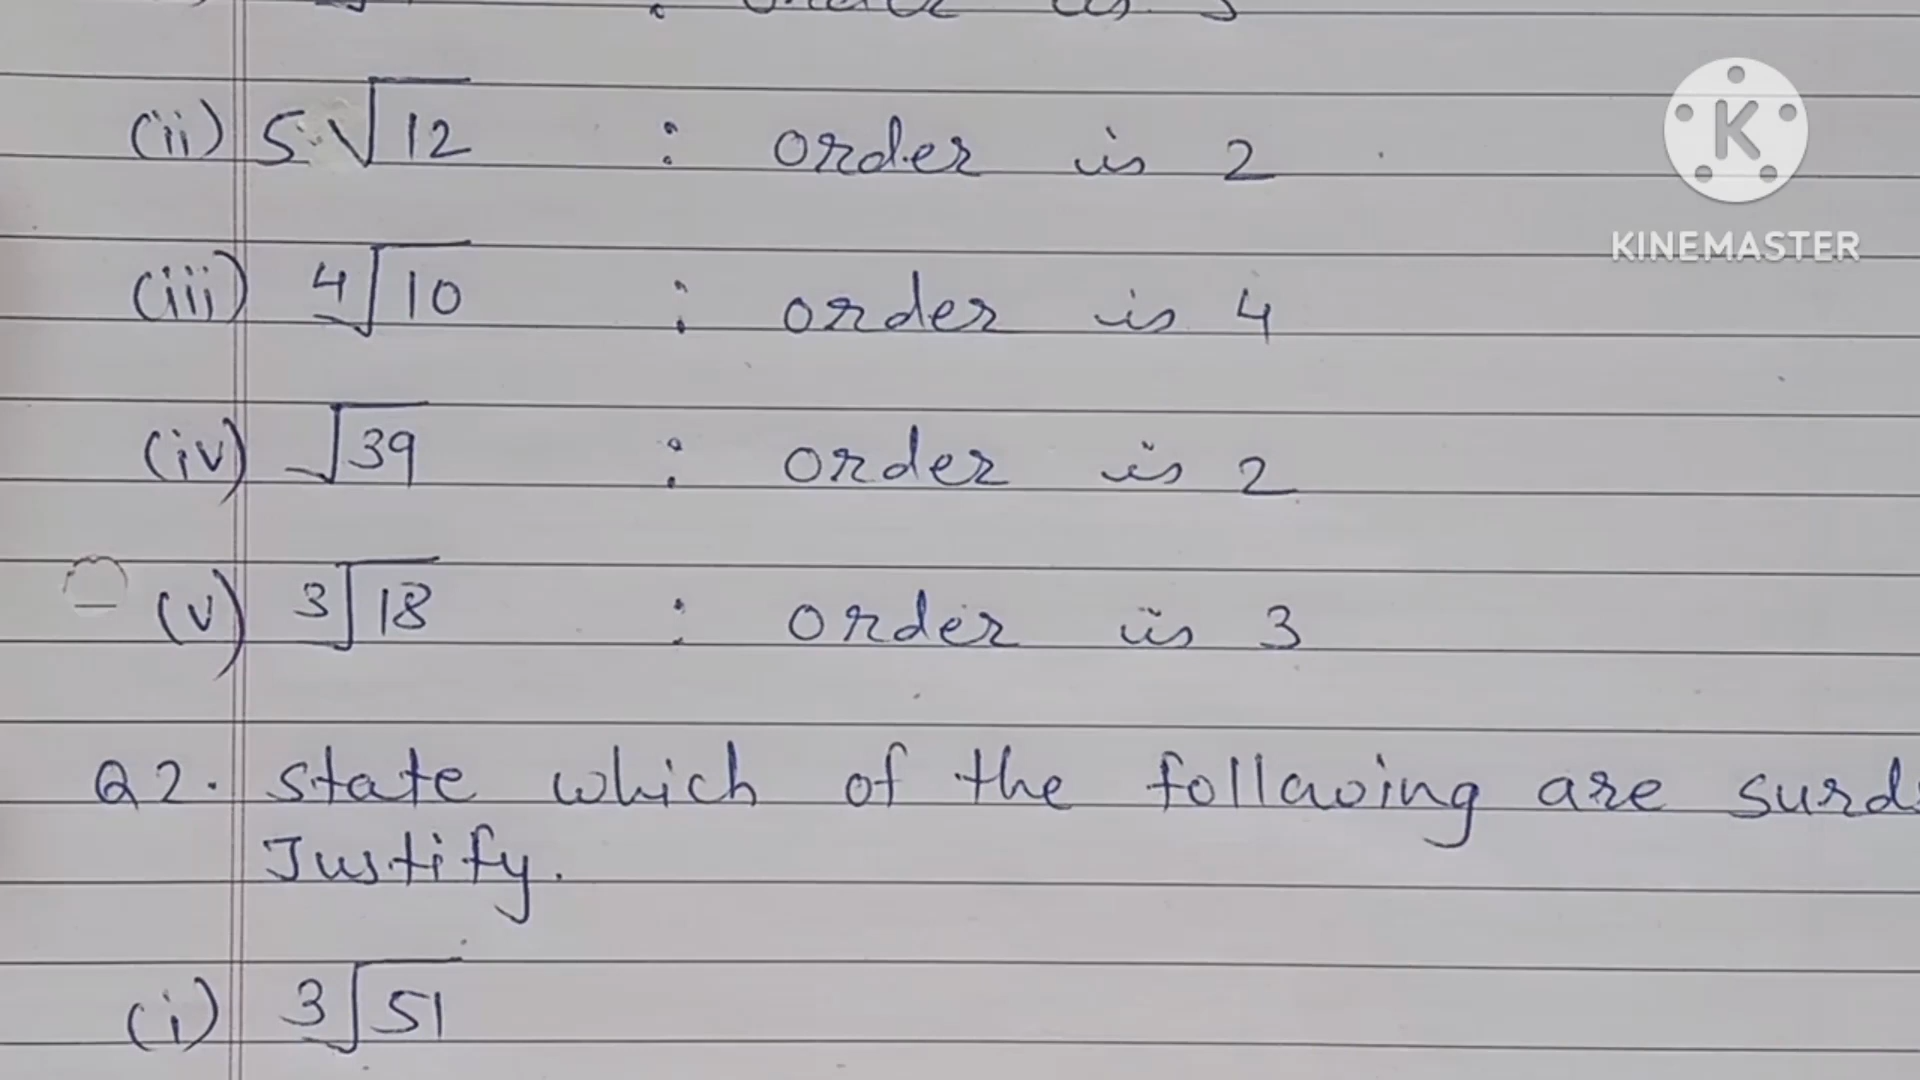 (ii) 5√12 : order is 2
KINEMASTER
(iii) ⁴√10 : order is 4
(iv) √39 : order is 2
(v) ³√18 : order is 3
Q2. State which of the following are surds
Justify.
(i) ³√51